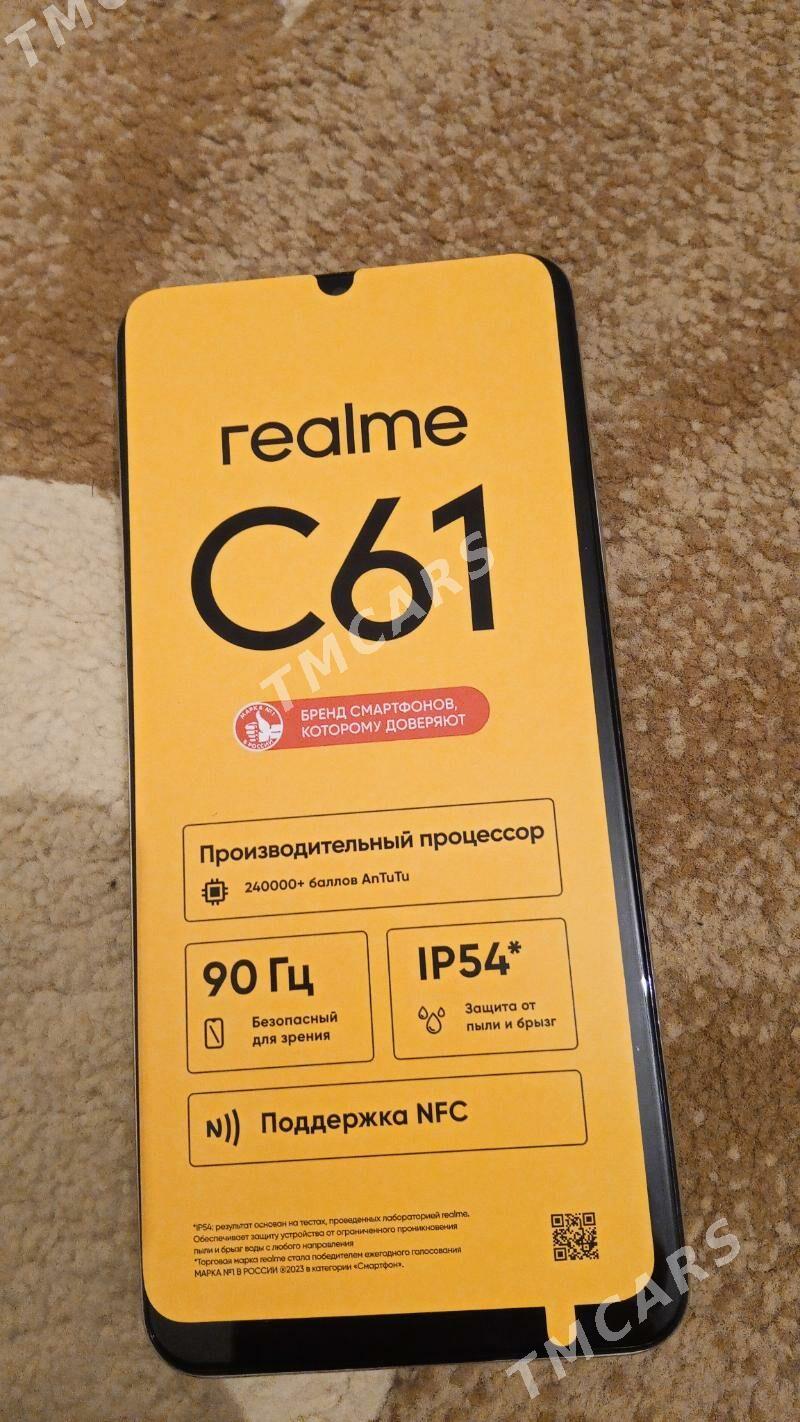 TMCARS
realme
C61
TMCARS
МАРКА №1
В РОССИИ
БРЕНД СМАРТФОНОВ,
КОТОРОМУ ДОВЕРЯЮТ
Производительный процессор
240000+ баллов AnTuTu
90 Гц
Безопасный
для зрения
IP54*
Защита от
пыли и брызг
N
Поддержка NFC
*IP54: результат основан на тестах, проведенных лабораторией realme.
Обеспечивает защиту устройства от ограниченного проникновения
пыли и брызг воды с любого направления
*Торговая марка realme стала победителем ежегодного голосования
МАРКА №1 В РОССИИ ®2023 в категории «Смартфон».
TMCARS